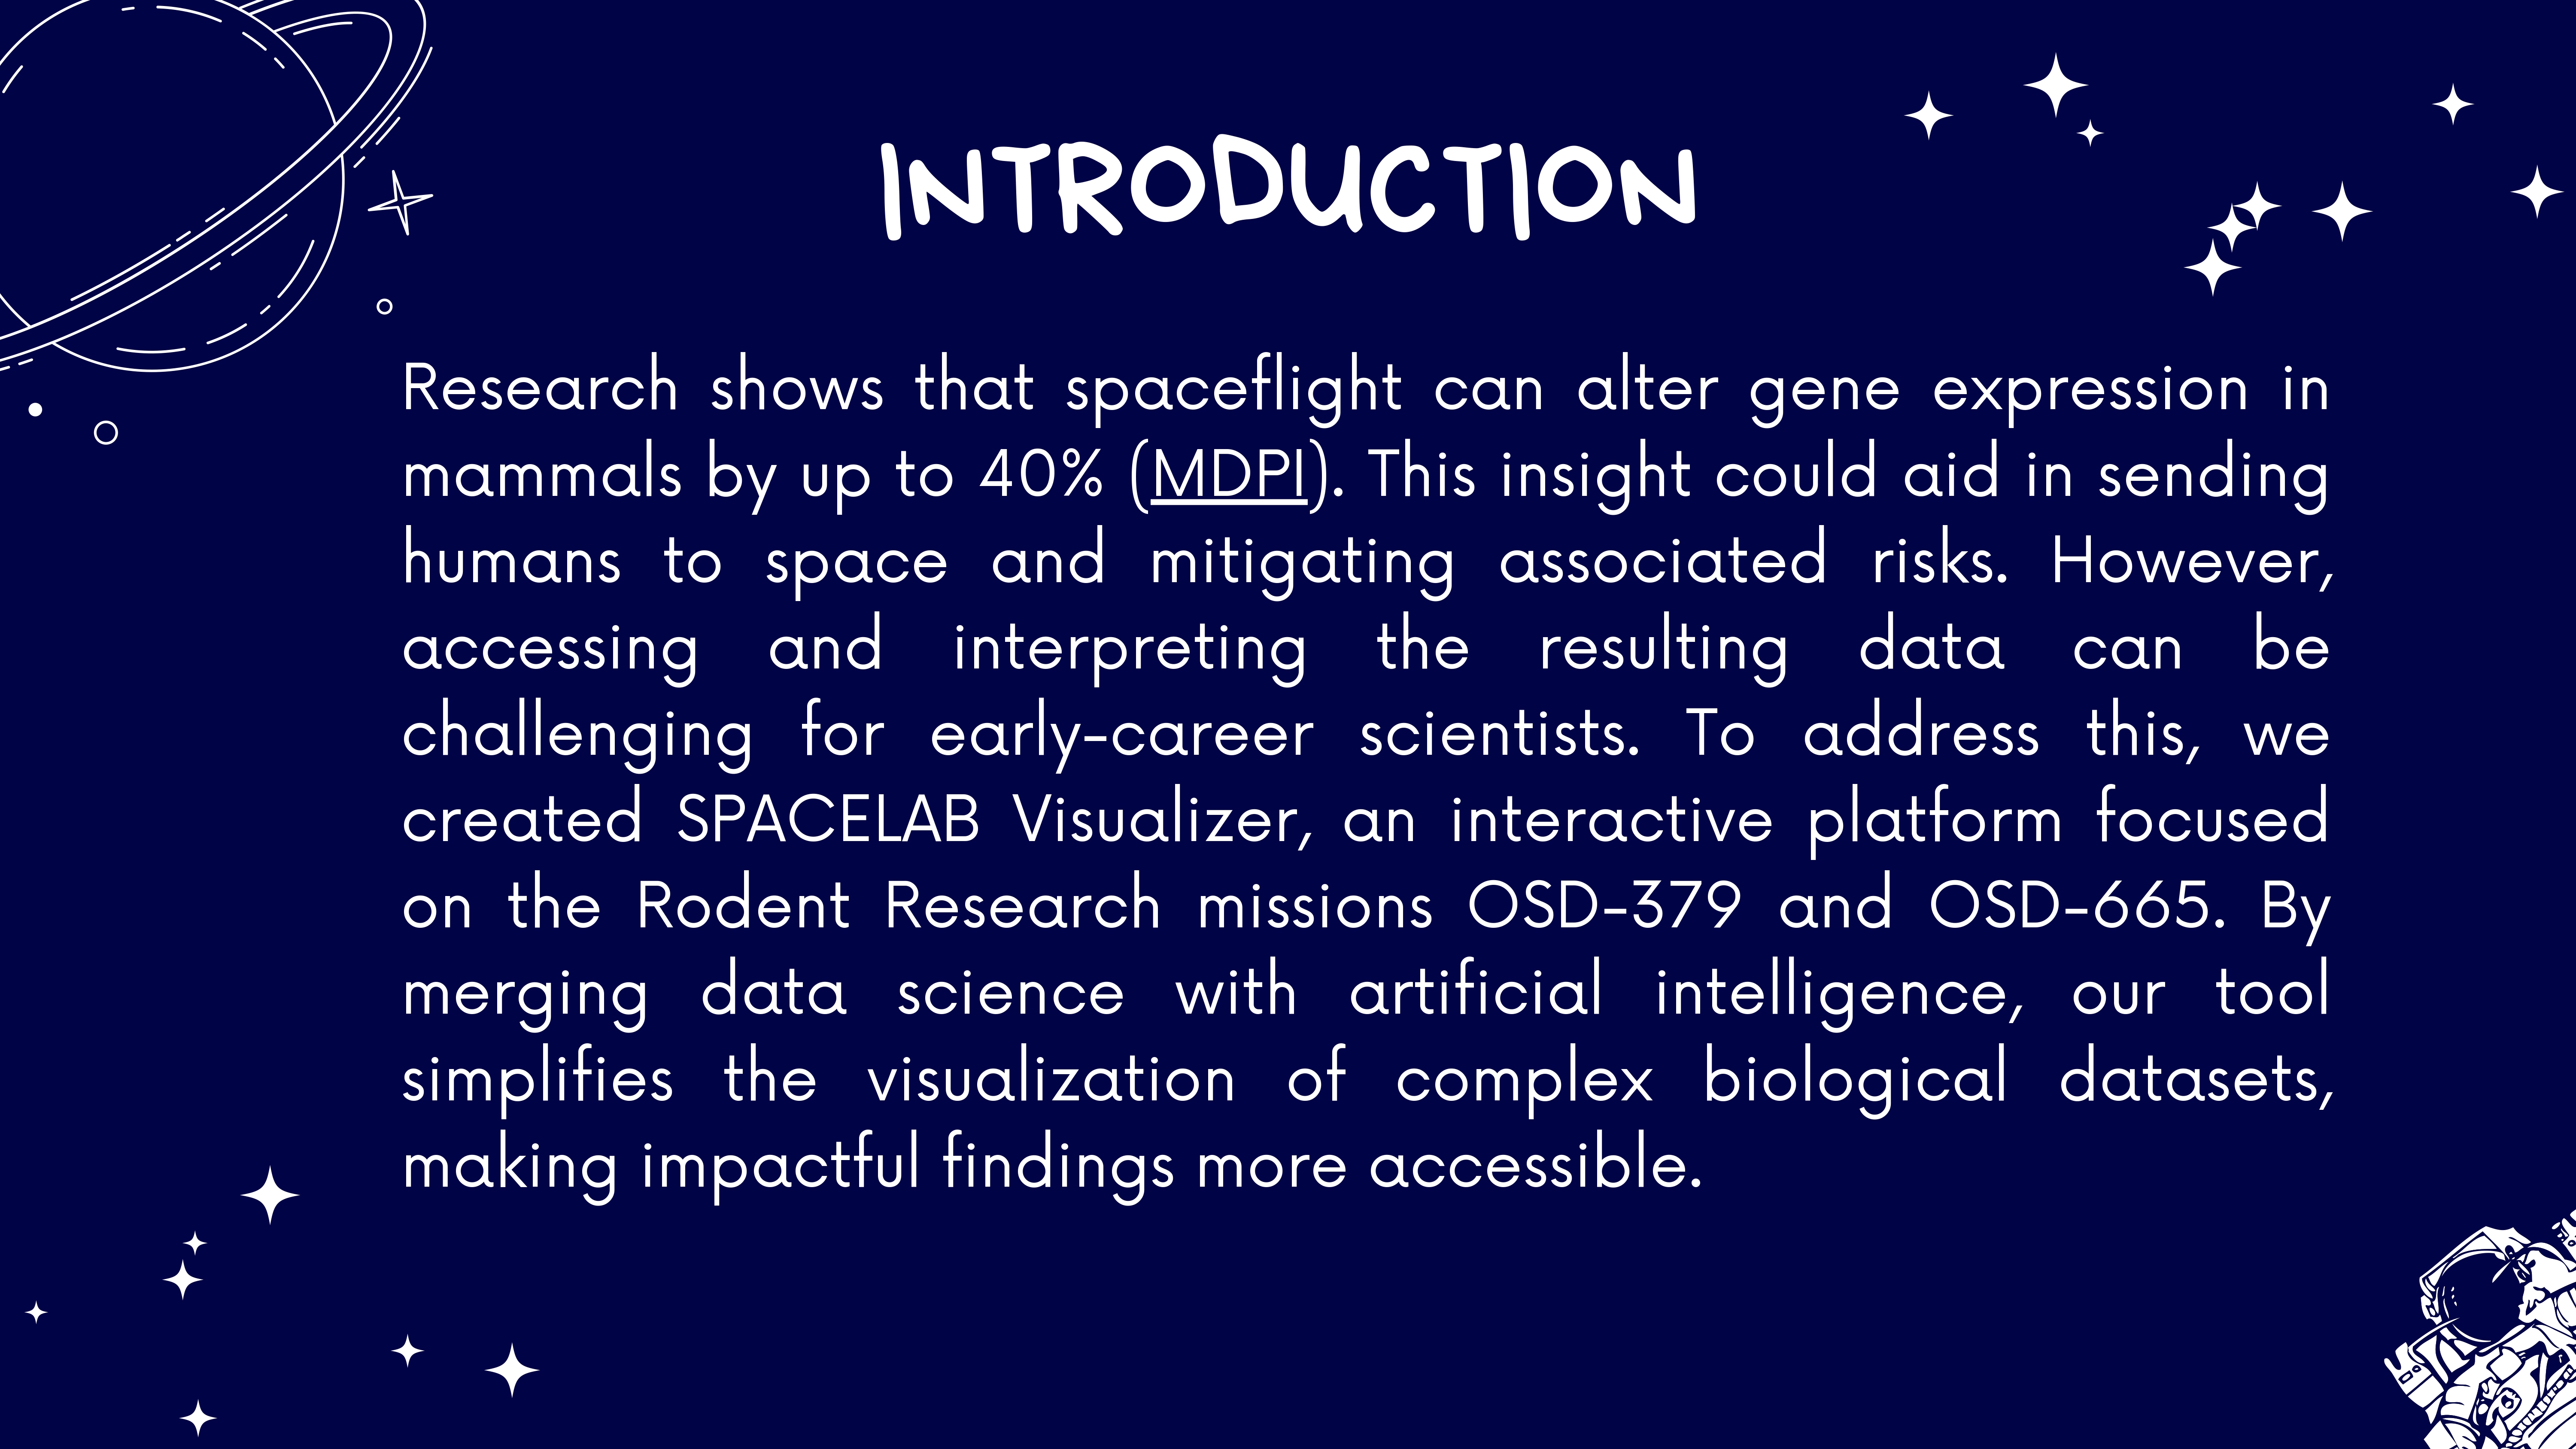 INTRODUCTION
Research shows that spaceflight can alter gene expression in
mammals by up to 40% (MDPI). This insight could aid in sending
humans to space and mitigating associated risks. However,
accessing and interpreting the resulting data can be
challenging for early-career scientists. To address this, we
created SPACELAB Visualizer, an interactive platform focused
on the Rodent Research missions OSD-379 and OSD-665. By
merging data science with artificial intelligence, our tool
simplifies the visualization of complex biological datasets,
making impactful findings more accessible.